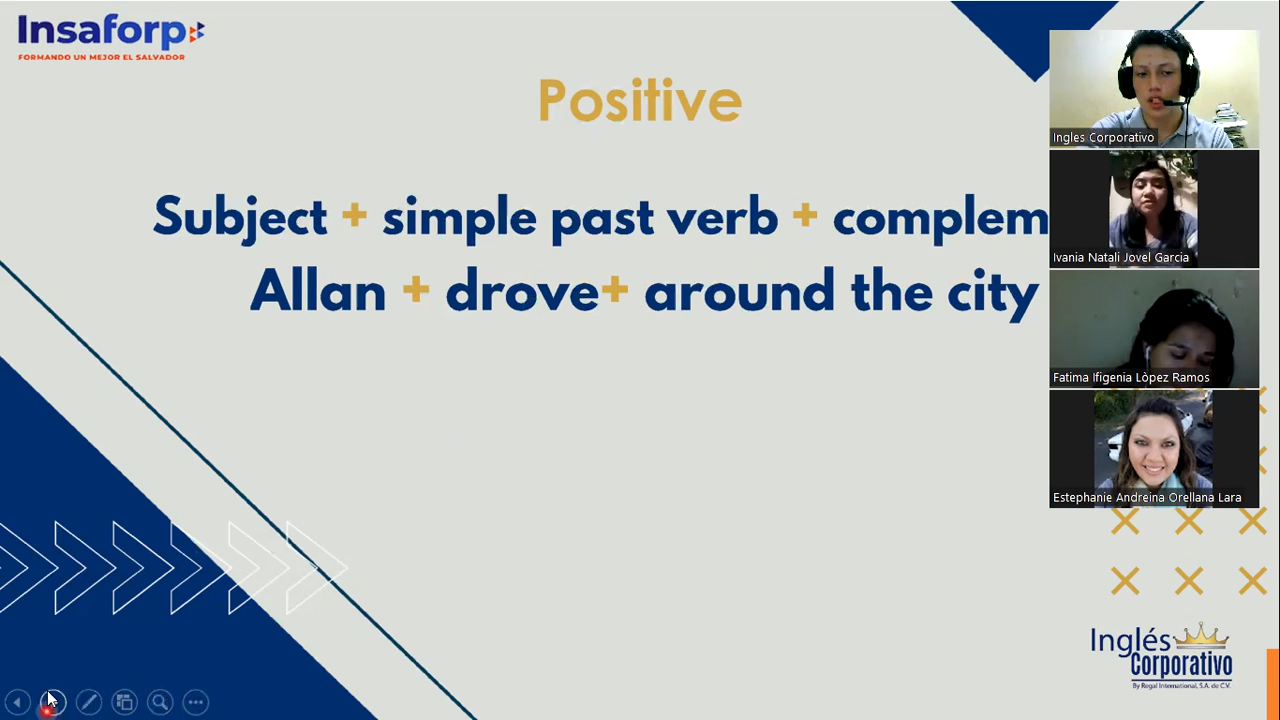 Insaforp
FORMANDO UN MEJOR EL SALVADOR
Positive
Subject + simple past verb + complem
Allan + drove+ around the city
Ingles Corporativo
Ivania Natali Jovel Garcia
Fatima Ifigenia Lòpez Ramos
Estephanie Andreina Orellana Lara
Inglés
Corporativo
By Regal International, S.A. de C.V.